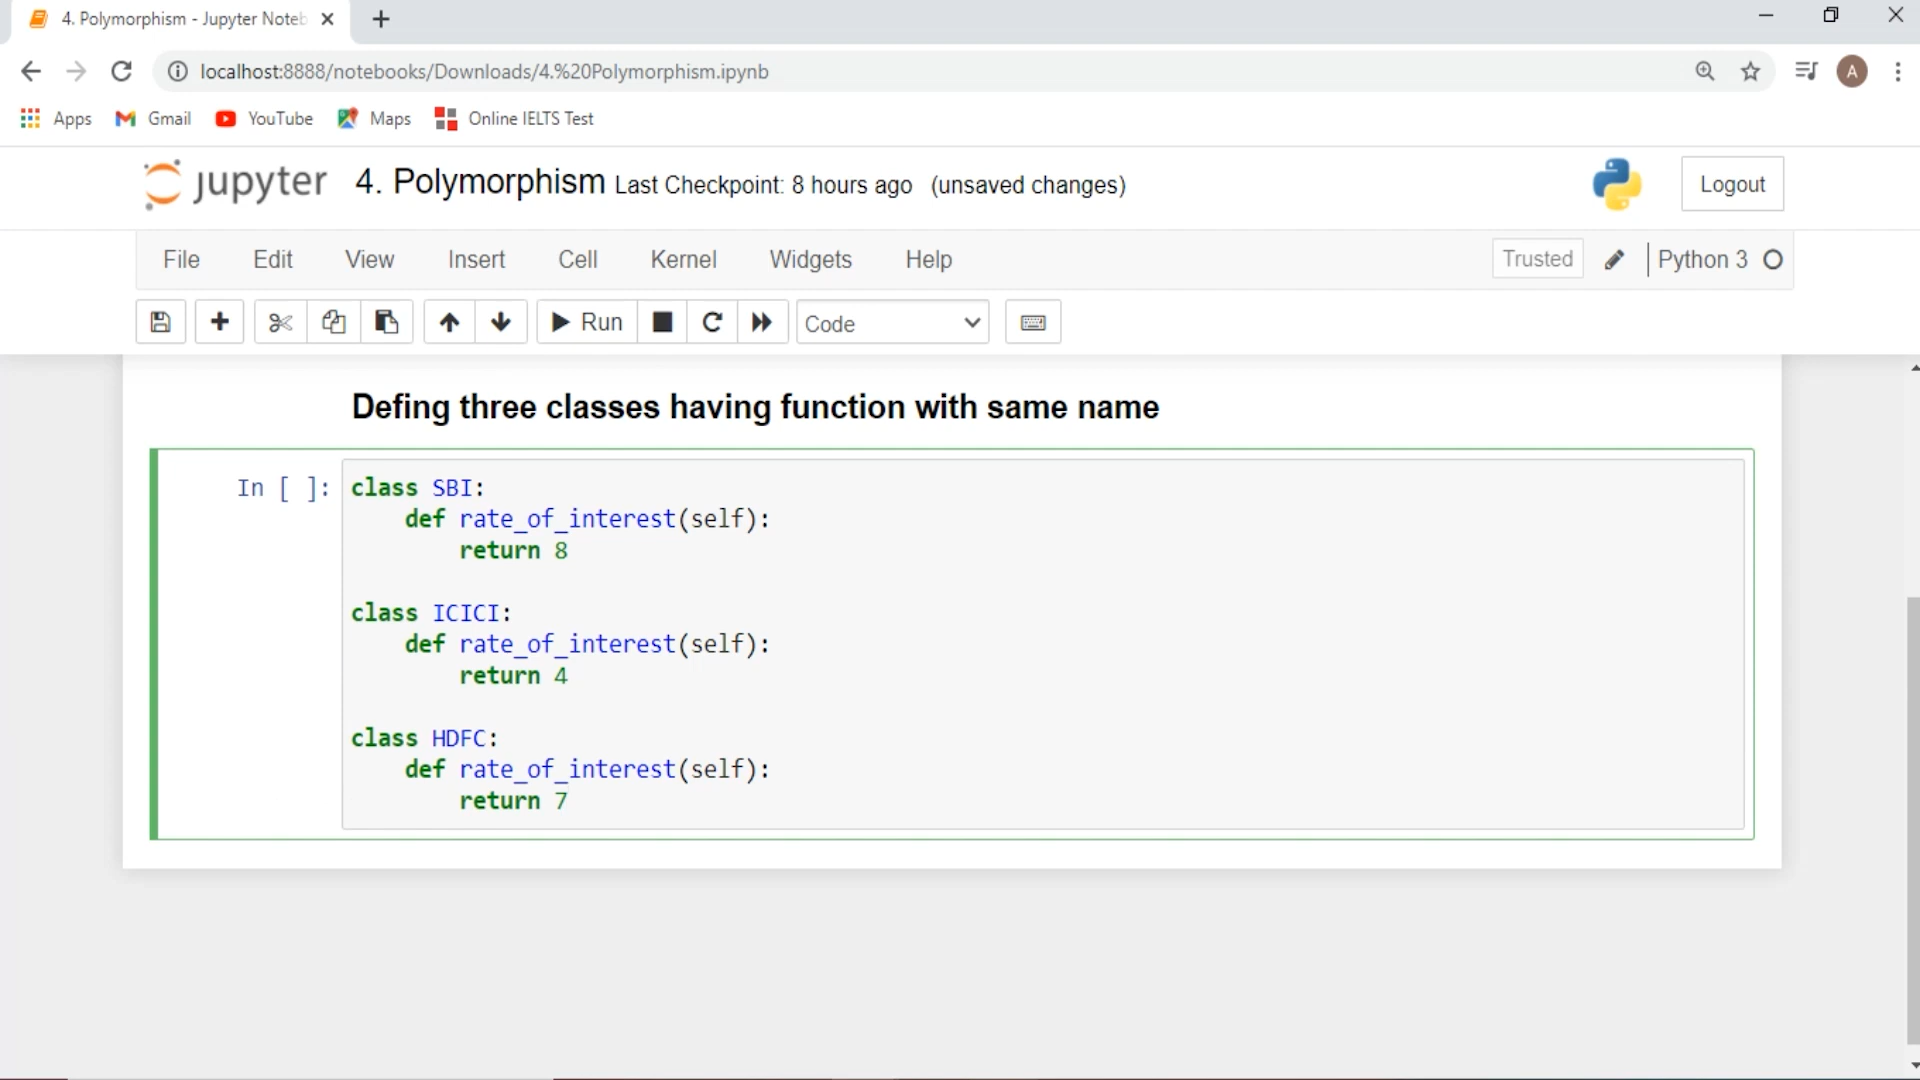 4. Polymorphism - Jupyter Noteb
localhost:8888/notebooks/Downloads/4.%20Polymorphism.ipynb
A
Apps Gmail YouTube Maps Online IELTS Test
jupyter 4. Polymorphism Last Checkpoint: 8 hours ago (unsaved changes)
Logout
File Edit View Insert Cell Kernel Widgets Help Trusted Python 3
Run Code
Defing three classes having function with same name
In [ ]: class SBI:
def rate_of_interest(self):
return 8
class ICICI:
def rate_of_interest(self):
return 4
class HDFC:
def rate_of_interest(self):
return 7